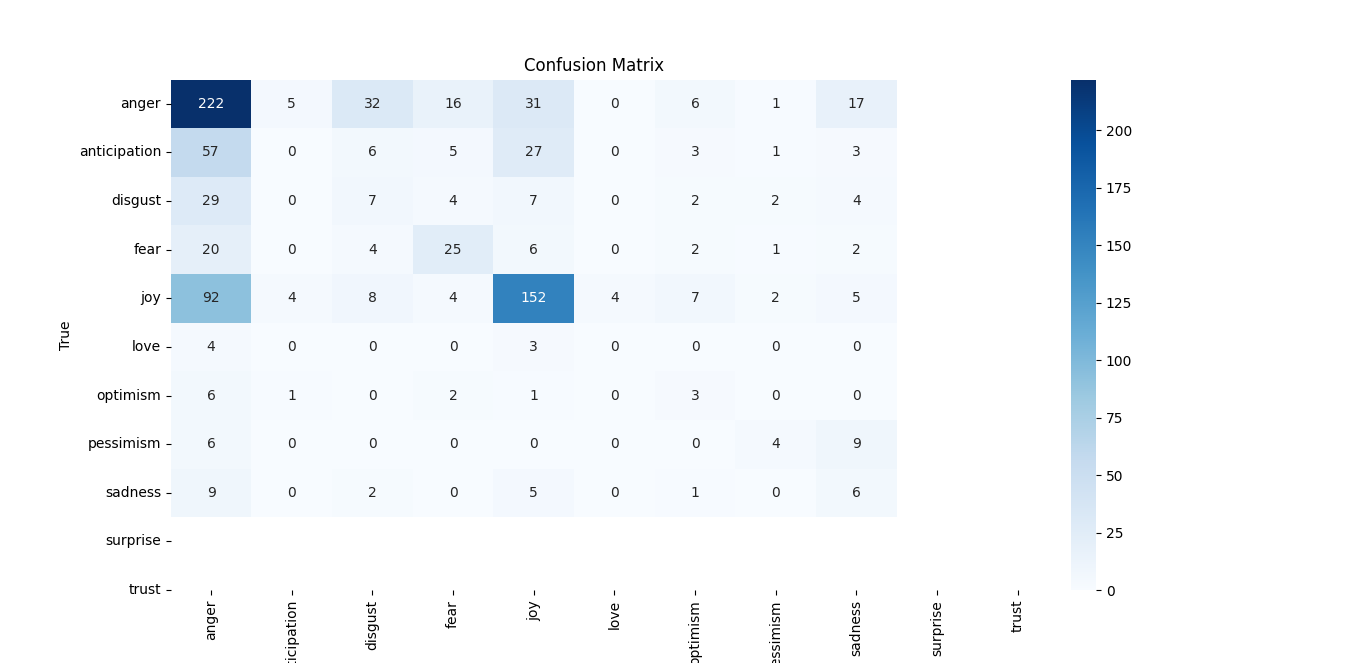 Confusion Matrix
anger 222 5 32 16 31 0 6 1 17
anticipation 57 0 6 5 27 0 3 1 3
disgust 29 0 7 4 7 0 2 2 4
fear 20 0 4 25 6 0 2 1 2
joy 92 4 8 4 152 4 7 2 5
love 4 0 0 0 3 0 0 0 0
optimism 6 1 0 2 1 0 3 0 0
pessimism 6 0 0 0 0 0 0 4 9
sadness 9 0 2 0 5 0 1 0 6
surprise
trust
True
anger
icipation
disgust
fear
joy
love
optimism
essimism
sadness
surprise
trust
200
175
150
125
100
75
50
25
0